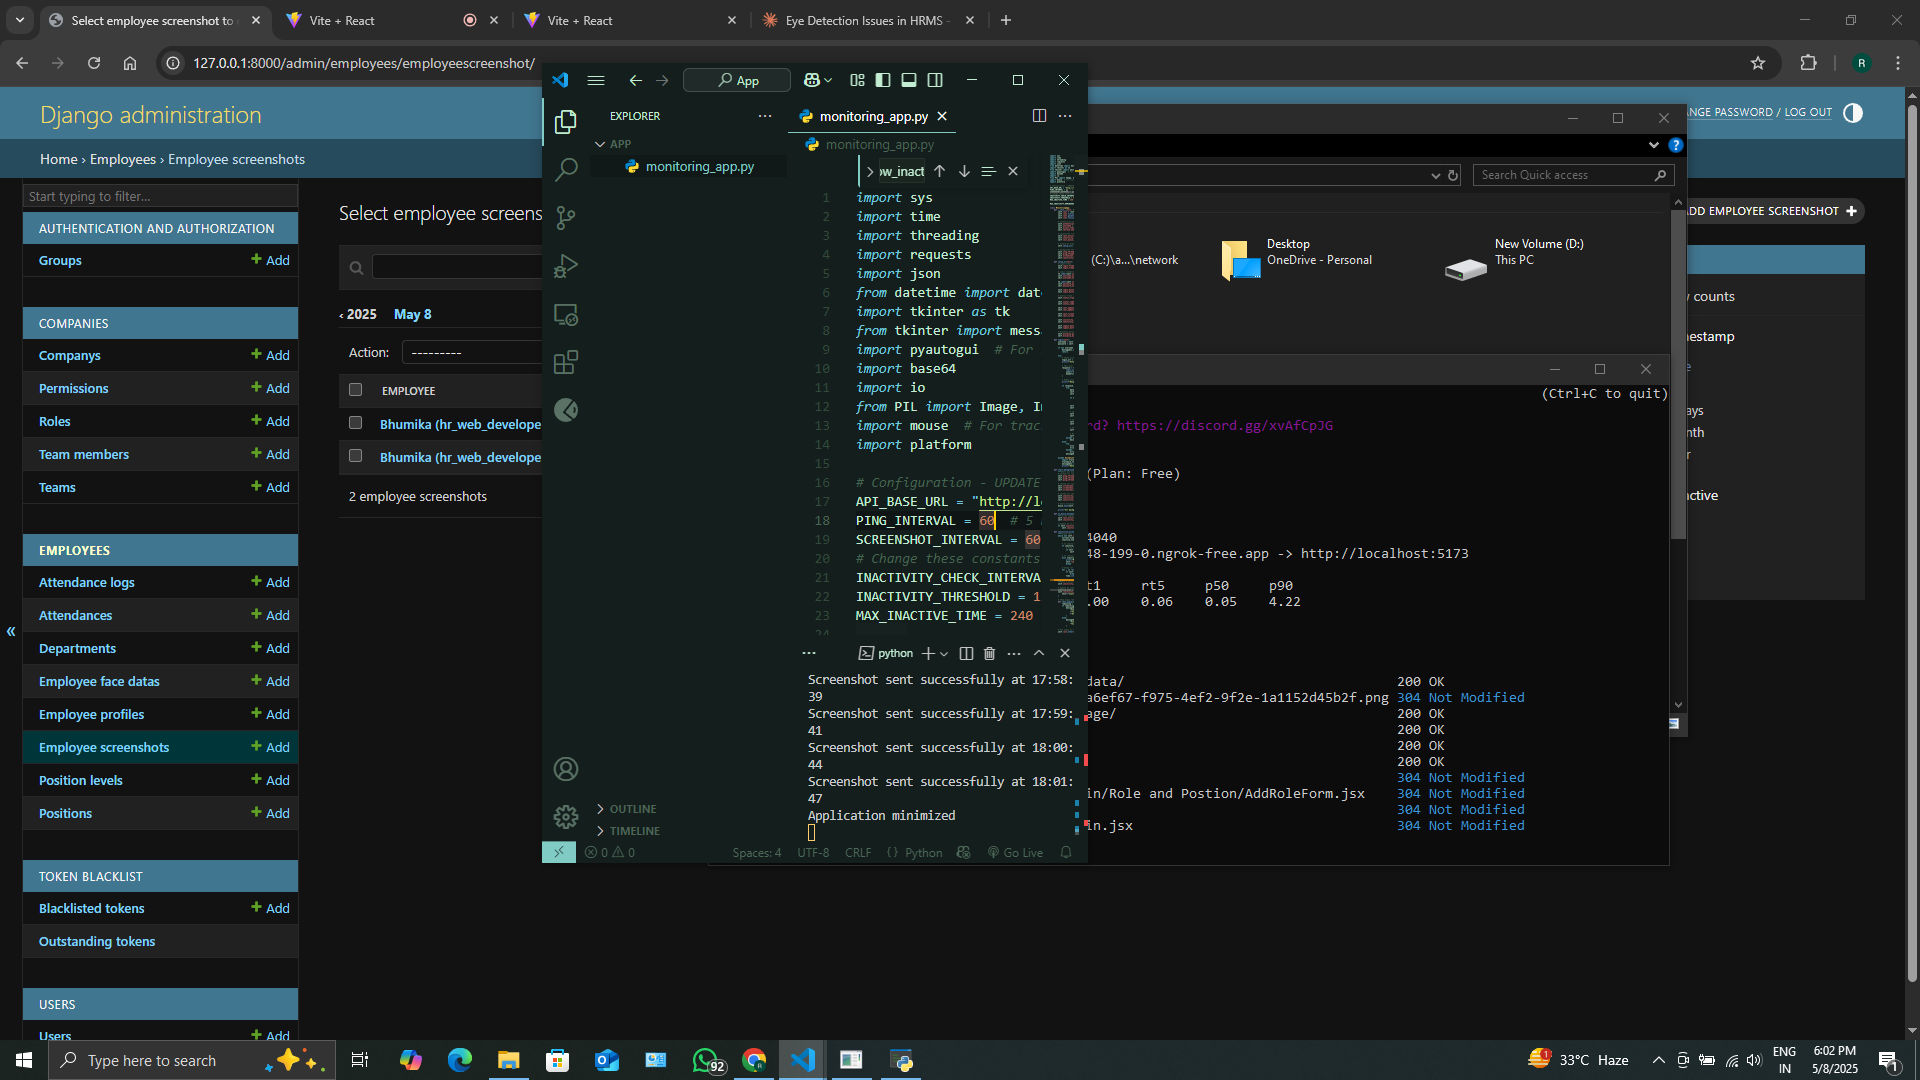 Select employee screenshot to
Vite + React
Vite + React
Eye Detection Issues in HRMS -
127.0.0.1:8000/admin/employees/employeescreenshot/
R
Django administration
ANGE PASSWORD / LOG OUT
Home › Employees › Employee screenshots
Start typing to filter...
AUTHENTICATION AND AUTHORIZATION
Groups
Add
COMPANIES
Companys
Add
Permissions
Add
Roles
Add
Team members
Add
Teams
Add
EMPLOYEES
Attendance logs
Add
Attendances
Add
Departments
Add
Employee face datas
Add
Employee profiles
Add
Employee screenshots
Add
Position levels
Add
Positions
Add
TOKEN BLACKLIST
Blacklisted tokens
Add
Outstanding tokens
USERS
Users
Add
«
Select employee screens
‹ 2025 May 8
Action: ---------
EMPLOYEE
Bhumika (hr_web_develope
Bhumika (hr_web_develope
2 employee screenshots
App
EXPLORER
APP
monitoring_app.py
OUTLINE
TIMELINE
monitoring_app.py
monitoring_app.py
ow_inact
1 import sys
2 import time
3 import threading
4 import requests
5 import json
6 from datetime import dat
7 import tkinter as tk
8 from tkinter import messa
9 import pyautogui # For
10 import base64
11 import io
12 from PIL import Image, I
13 import mouse # For trac
14 import platform
15
16 # Configuration - UPDATE
17 API_BASE_URL = "http://l
18 PING_INTERVAL = 60 # 5
19 SCREENSHOT_INTERVAL = 60
20 # Change these constants
21 INACTIVITY_CHECK_INTERVA
22 INACTIVITY_THRESHOLD = 1
23 MAX_INACTIVE_TIME = 240
24
python
Screenshot sent successfully at 17:58:
39
Screenshot sent successfully at 17:59:
41
Screenshot sent successfully at 18:00:
44
Screenshot sent successfully at 18:01:
47
Application minimized
0 0
Spaces: 4 UTF-8 CRLF {} Python Go Live
Search Quick access
(C:)\a...\network
Desktop
OneDrive - Personal
New Volume (D:)
This PC
ADD EMPLOYEE SCREENSHOT
counts
estamp
ays
nth
active
(Ctrl+C to quit)
rd? https://discord.gg/xvAfCpJG
(Plan: Free)
4040
48-199-0.ngrok-free.app -> http://localhost:5173
t1 rt5 p50 p90
.00 0.06 0.05 4.22
data/ 200 OK
a6ef67-f975-4ef2-9f2e-1a1152d45b2f.png 304 Not Modified
age/ 200 OK
200 OK
200 OK
200 OK
304 Not Modified
in/Role and Postion/AddRoleForm.jsx 304 Not Modified
304 Not Modified
in.jsx 304 Not Modified
Type here to search
92
1
33°C Haze
ENG
IN
6:02 PM
5/8/2025
1